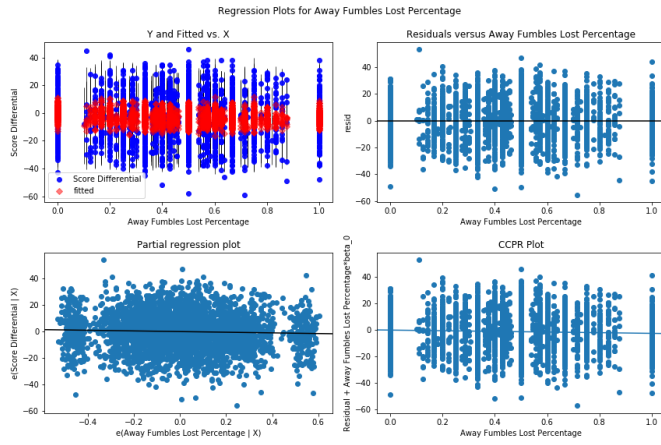 Regression Plots for Away Fumbles Lost Percentage
Y and Fitted vs. X
Score Differential
40
20
0
−20
−40
−60
Score Differential
fitted
0.0 0.2 0.4 0.6 0.8 1.0
Away Fumbles Lost Percentage
Residuals versus Away Fumbles Lost Percentage
resid
60
40
20
0
−20
−40
−60
0.0 0.2 0.4 0.6 0.8 1.0
Away Fumbles Lost Percentage
Partial regression plot
e(Score Differential | X)
60
40
20
0
−20
−40
−60
−0.4 −0.2 0.0 0.2 0.4 0.6
e(Away Fumbles Lost Percentage | X)
CCPR Plot
Residual + Away Fumbles Lost Percentage*beta_0
60
40
20
0
−20
−40
−60
0.0 0.2 0.4 0.6 0.8 1.0
Away Fumbles Lost Percentage